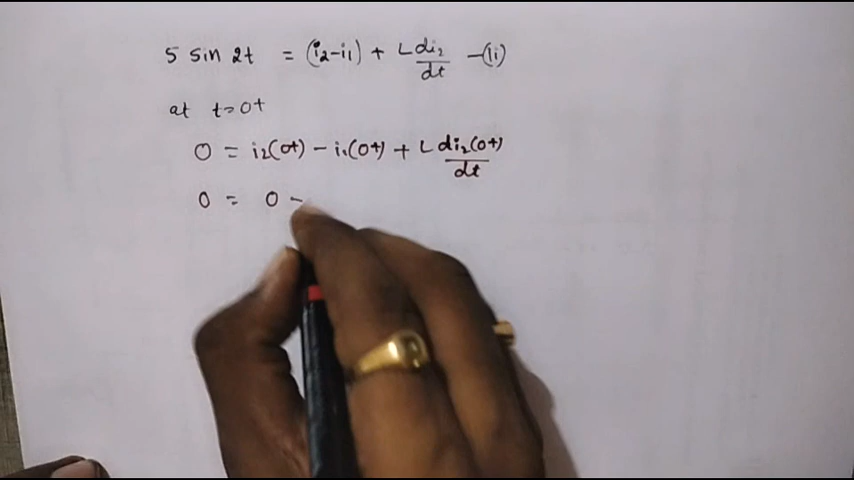 5 sin 2t = (i₂-i₁) + L di₂/dt -(ii)
at t=0+
0 = i₂(0+) - i₁(0+) + L di₂(0+)/dt
0 = 0 -